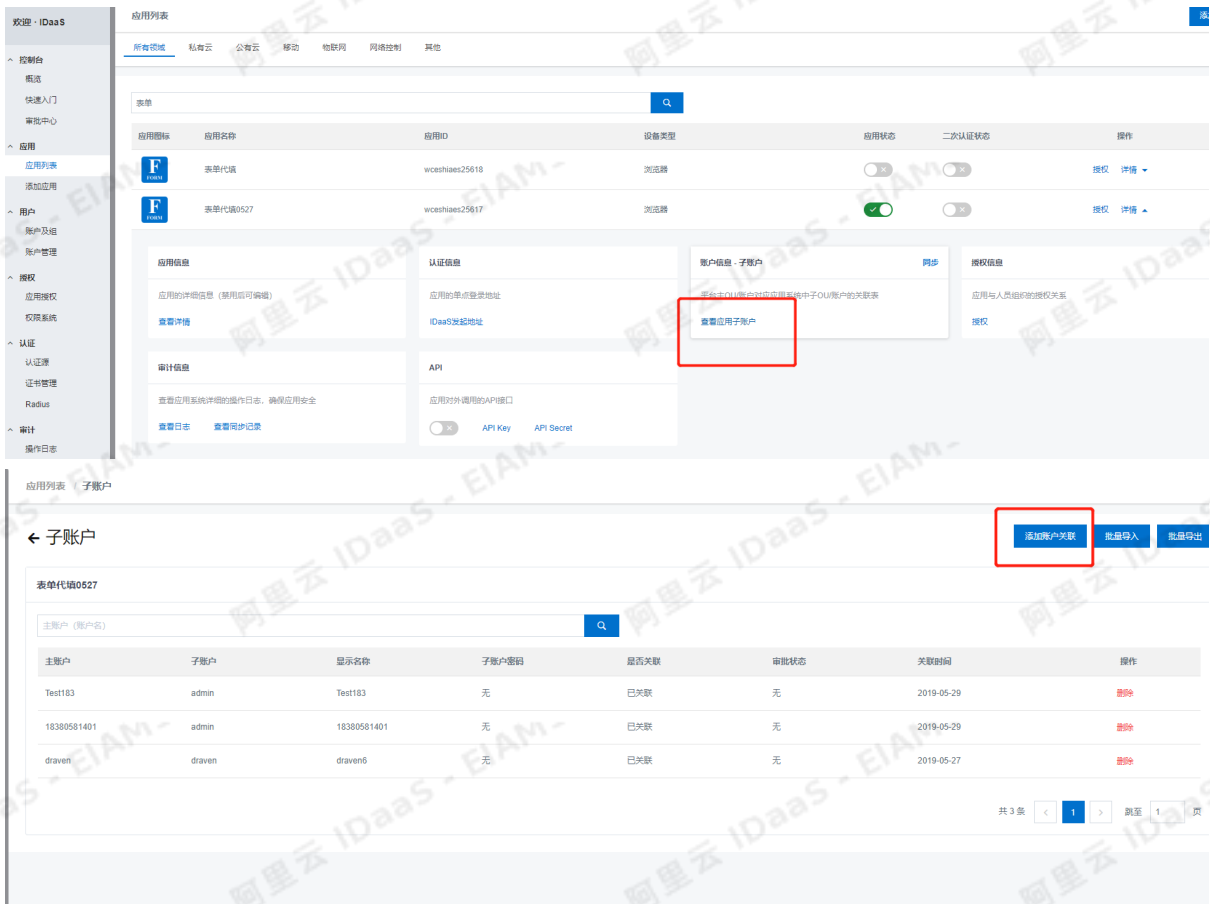 欢迎 · IDaaS
应用列表
添
所有领域 私有云 公有云 移动 物联网 网络控制 其他
控制台
概览
快速入门
审批中心
应用
应用列表
添加应用
用户
账户及组
账户管理
授权
应用授权
权限系统
认证
认证源
证书管理
Radius
审计
操作日志
表单
应用图标 应用名称 应用ID 设备类型 应用状态 二次认证状态 操作
F FORM 表单代填 wceshiaes25618 浏览器 授权 详情
F FORM 表单代填0527 wceshiaes25617 浏览器 授权 详情
应用信息
应用的详细信息（禁用后可编辑）
查看详情
认证信息
应用的单点登录地址
IDaaS发起地址
账户信息 - 子账户 同步
平台主OU/账户对应应用系统中子OU/账户的关联表
查看应用子账户
授权信息
应用与人员组织的授权关系
授权
审计信息
查看应用系统详细的操作日志，确保应用安全
查看日志 查看同步记录
API
应用对外调用的API接口
API Key API Secret
应用列表 / 子账户
← 子账户
添加账户关联 批量导入 批量导出
表单代填0527
主账户（账户名）
主账户 子账户 显示名称 子账户密码 是否关联 审批状态 关联时间 操作
Test183 admin Test183 无 已关联 无 2019-05-29 删除
18380581401 admin 18380581401 无 已关联 无 2019-05-29 删除
draven draven draven6 无 已关联 无 2019-05-27 删除
共 3 条 < 1 > 跳至 1 页
阿里云 IDaaS - EIAM